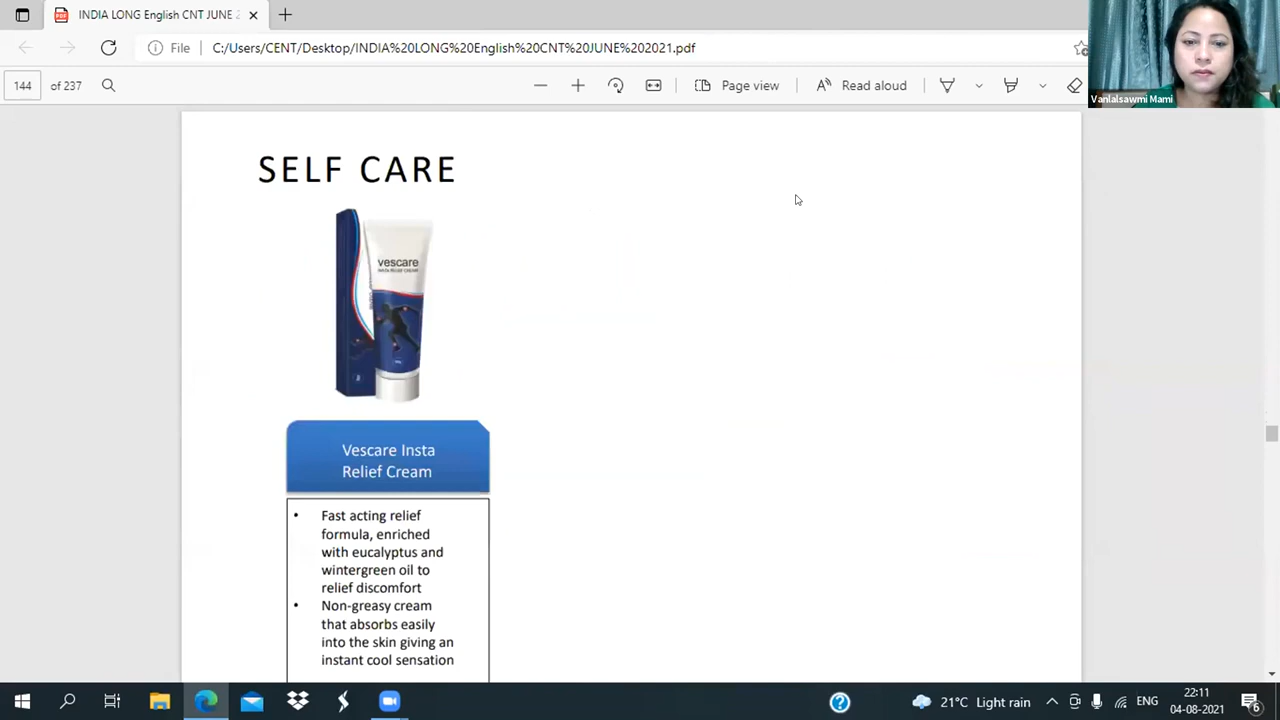 INDIA LONG English CNT JUNE 2
File
C:/Users/CENT/Desktop/INDIA%20LONG%20English%20CNT%20JUNE%202021.pdf
144 of 237
Page view
Read aloud
Vanlalsawmi Mami
SELF CARE
vescare
INSTA RELIEF CREAM
Vescare Insta
Relief Cream
• Fast acting relief
formula, enriched
with eucalyptus and
wintergreen oil to
relief discomfort
• Non-greasy cream
that absorbs easily
into the skin giving an
instant cool sensation
21°C Light rain
ENG
22:11
04-08-2021
6